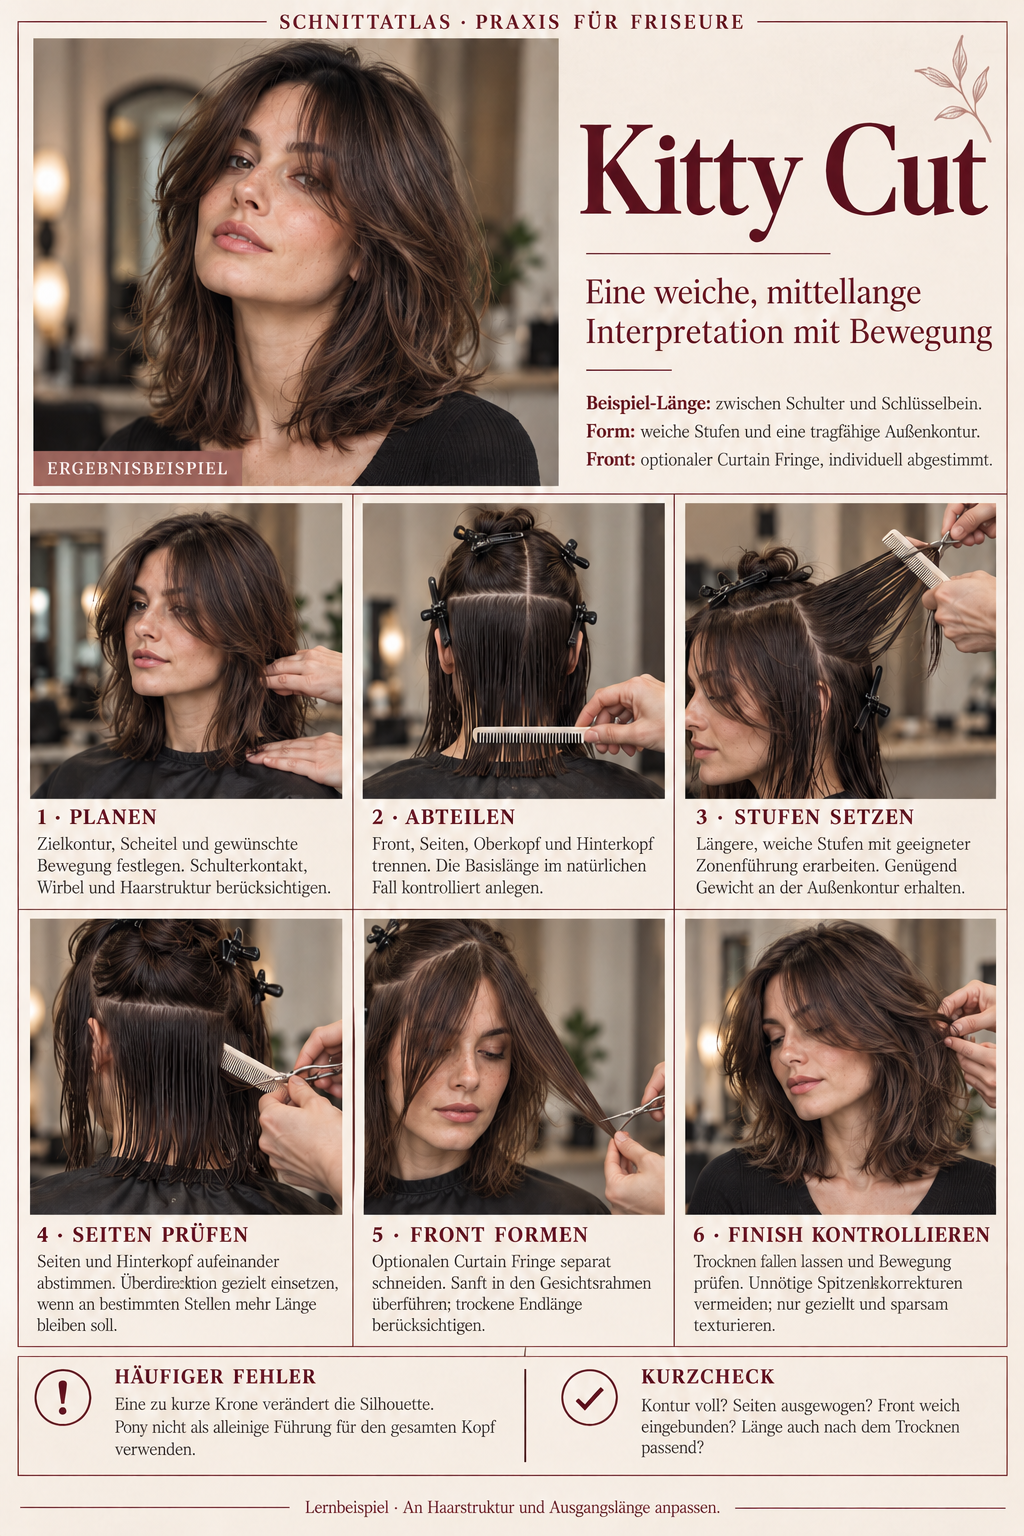 SCHNITTATLAS · PRAXIS FÜR FRISEURE
Kitty Cut
Eine weiche, mittellange
Interpretation mit Bewegung
Beispiel-Länge: zwischen Schulter und Schlüsselbein.
Form: weiche Stufen und eine tragfähige Außenkontur.
Front: optionaler Curtain Fringe, individuell abgestimmt.
ERGEBNISBEISPIEL
1 · PLANEN
Zielkontur, Scheitel und gewünschte
Bewegung festlegen. Schulterkontakt,
Wirbel und Haarstruktur berücksichtigen.
2 · ABTEILEN
Front, Seiten, Oberkopf und Hinterkopf
trennen. Die Basislänge im natürlichen
Fall kontrolliert anlegen.
3 · STUFEN SETZEN
Längere, weiche Stufen mit geeigneter
Zonenführung erarbeiten. Genügend
Gewicht an der Außenkontur erhalten.
4 · SEITEN PRÜFEN
Seiten und Hinterkopf aufeinander
abstimmen. Überdirektion gezielt einsetzen,
wenn an bestimmten Stellen mehr Länge
bleiben soll.
5 · FRONT FORMEN
Optionalen Curtain Fringe separat
schneiden. Sanft in den Gesichtsrahmen
überführen; trockene Endlänge
berücksichtigen.
6 · FINISH KONTROLLIEREN
Trocknen fallen lassen und Bewegung
prüfen. Unnötige Spitzenkorrekturen
vermeiden; nur geziellt und sparsam
texturieren.
HÄUFIGER FEHLER
Eine zu kurze Krone verändert die Silhouette.
Pony nicht als alleinige Führung für den gesamten Kopf
verwenden.
KURZCHECK
Kontur voll? Seiten ausgewogen? Front weich
eingebunden? Länge auch nach dem Trocknen
passend?
Lernbeispiel · An Haarstruktur und Ausgangslänge anpassen.